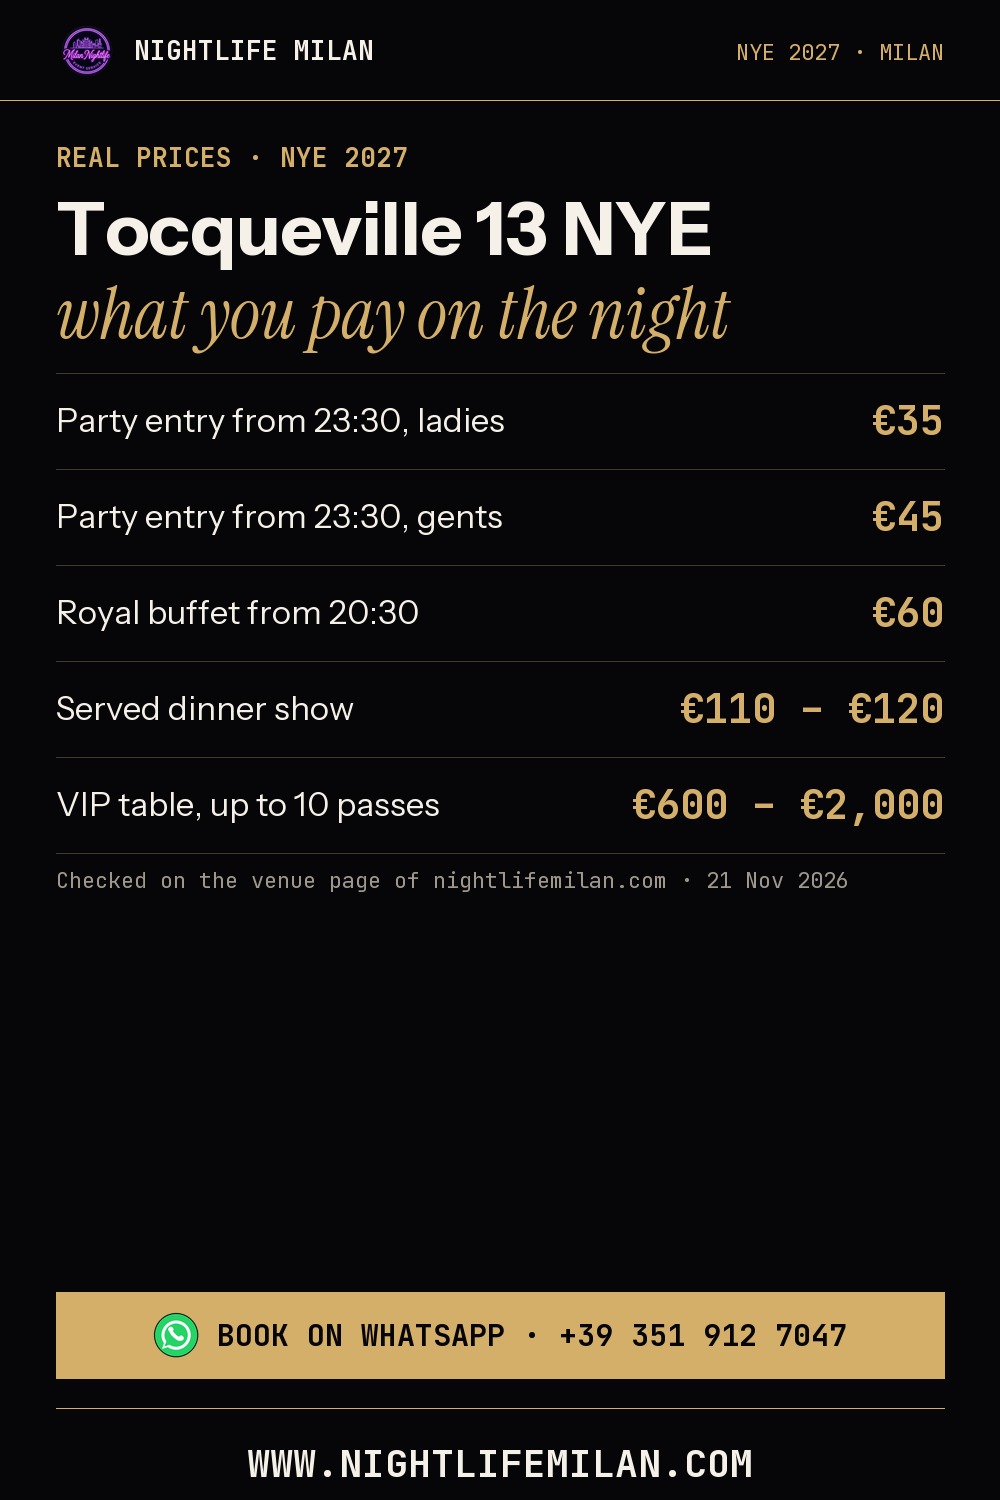 Milan Nightlife
NIGHTLIFE MILAN
NYE 2027 · MILAN
REAL PRICES · NYE 2027
Tocqueville 13 NYE
what you pay on the night
Party entry from 23:30, ladies €35
Party entry from 23:30, gents €45
Royal buffet from 20:30 €60
Served dinner show €110 – €120
VIP table, up to 10 passes €600 – €2,000
Checked on the venue page of nightlifemilan.com · 21 Nov 2026
BOOK ON WHATSAPP · +39 351 912 7047
WWW.NIGHTLIFEMILAN.COM